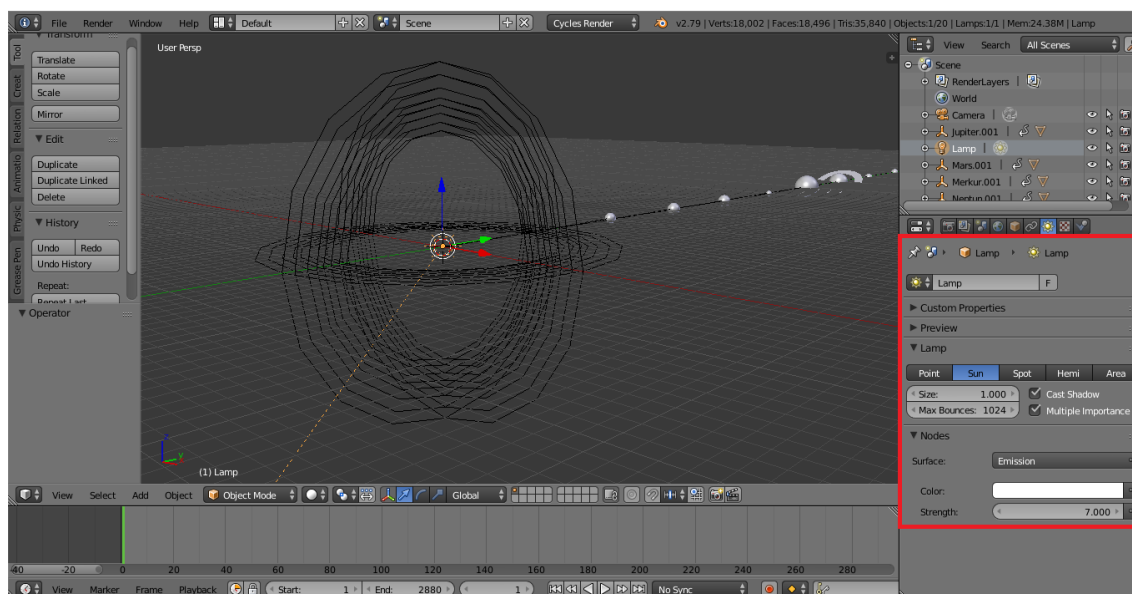 File Render Window Help Default Scene Cycles Render v2.79 | Verts:18,002 | Faces:18,496 | Tris:35,840 | Objects:1/20 | Lamps:1/1 | Mem:24.38M | Lamp
Transform
Translate
Rotate
Scale
Mirror
Edit
Duplicate
Duplicate Linked
Delete
History
Undo Redo
Undo History
Repeat:
Repeat Last
Operator
Tool
Creat
Relation
Animatio
Physic
Grease Pen
User Persp
z
y
(1) Lamp
View Search All Scenes
Scene
RenderLayers |
World
Camera |
Jupiter.001 |
Lamp |
Mars.001 |
Merkur.001 |
Neptun.001 |
Lamp Lamp
Lamp F
Custom Properties
Preview
Lamp
Point Sun Spot Hemi Area
Size: 1.000 Cast Shadow
Max Bounces: 1024 Multiple Importance
Nodes
Surface: Emission
Color:
Strength: 7.000
View Select Add Object Object Mode Global
-40 -20 0 20 40 60 80 100 120 140 160 180 200 220 240 260 280
View Marker Frame Playback Start: 1 End: 2880 1 No Sync